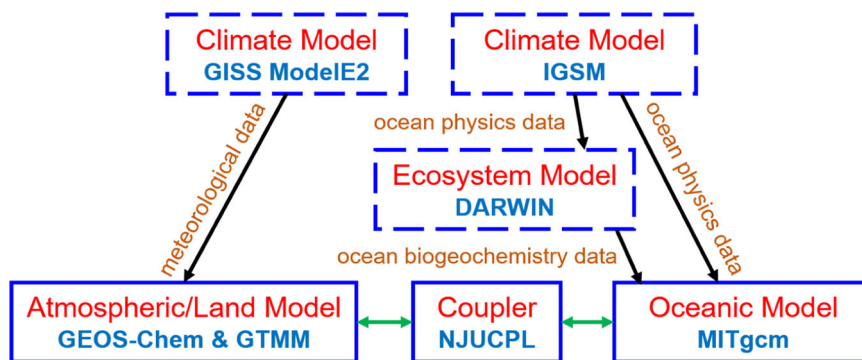 Climate Model
GISS ModelE2
Climate Model
IGSM
meteorological data
ocean physics data
ocean physics data
Ecosystem Model
DARWIN
ocean biogeochemistry data
Atmospheric/Land Model
GEOS-Chem & GTMM
Coupler
NJUCPL
Oceanic Model
MITgcm